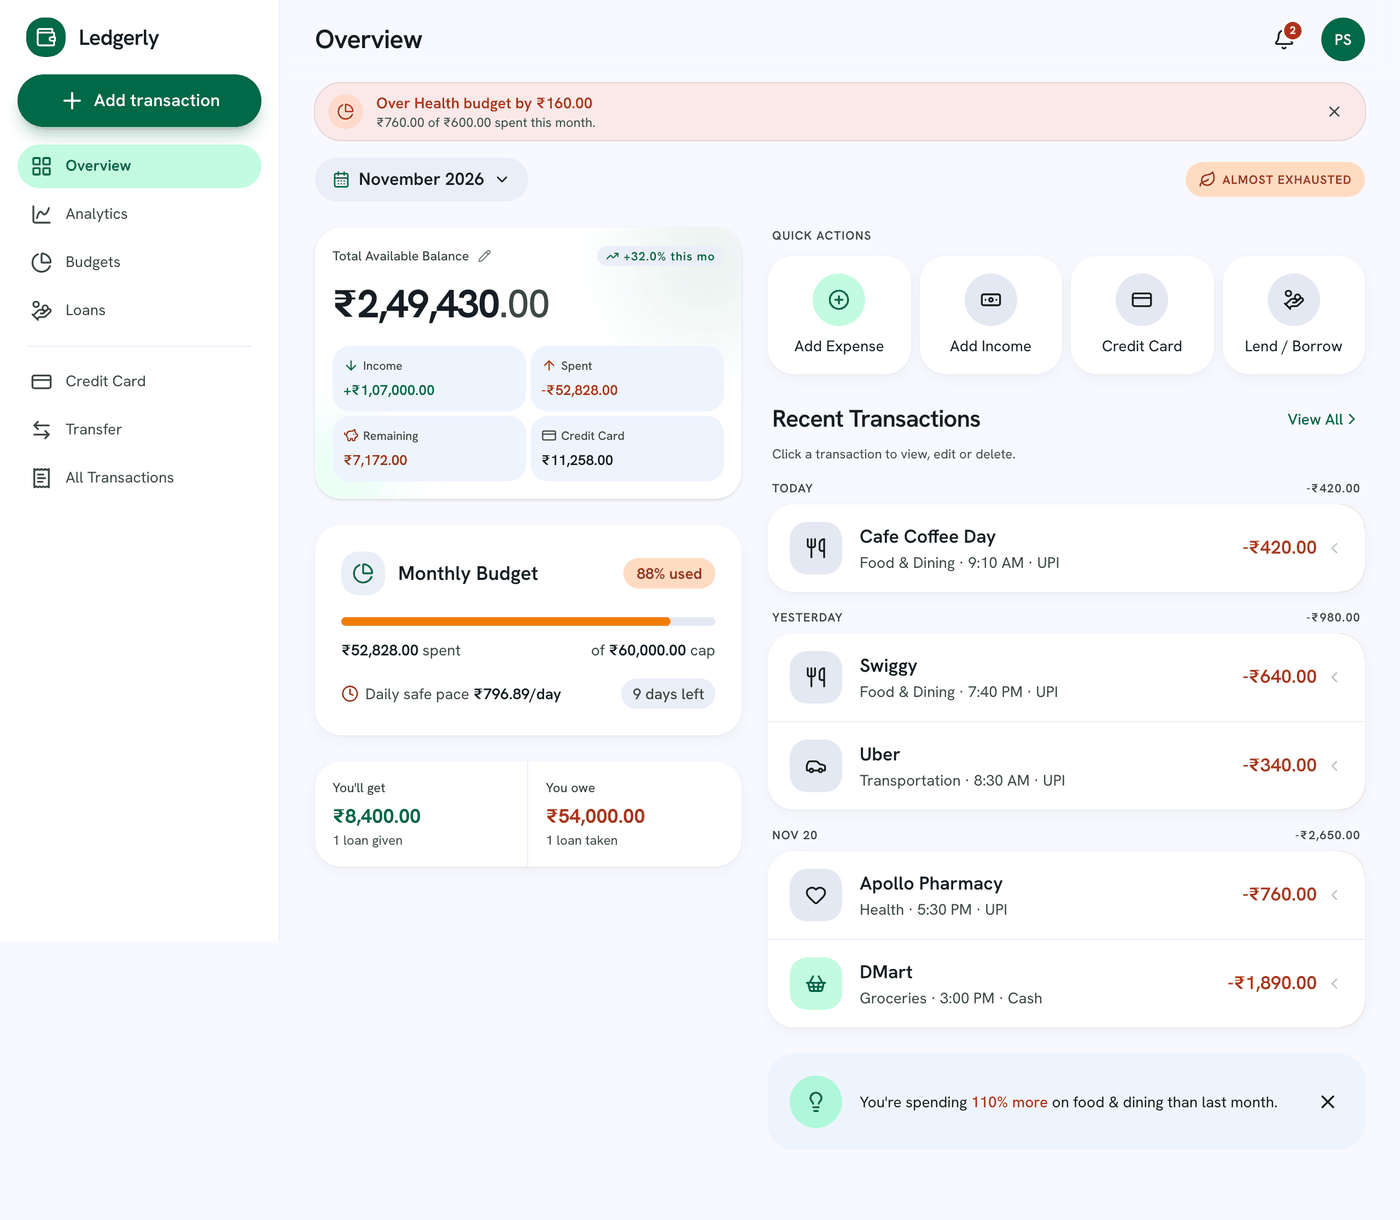 Ledgerly
Add transaction
Overview
Analytics
Budgets
Loans
Credit Card
Transfer
All Transactions
Overview
2
PS
Over Health budget by ₹160.00
₹760.00 of ₹600.00 spent this month.
November 2026
ALMOST EXHAUSTED
Total Available Balance
+32.0% this mo
₹2,49,430.00
Income
+₹1,07,000.00
Spent
-₹52,828.00
Remaining
₹7,172.00
Credit Card
₹11,258.00
Monthly Budget
88% used
₹52,828.00 spent
of ₹60,000.00 cap
Daily safe pace ₹796.89/day
9 days left
You'll get
₹8,400.00
1 loan given
You owe
₹54,000.00
1 loan taken
QUICK ACTIONS
Add Expense
Add Income
Credit Card
Lend / Borrow
Recent Transactions
View All
Click a transaction to view, edit or delete.
TODAY
-₹420.00
Cafe Coffee Day
Food & Dining · 9:10 AM · UPI
-₹420.00
YESTERDAY
-₹980.00
Swiggy
Food & Dining · 7:40 PM · UPI
-₹640.00
Uber
Transportation · 8:30 AM · UPI
-₹340.00
NOV 20
-₹2,650.00
Apollo Pharmacy
Health · 5:30 PM · UPI
-₹760.00
DMart
Groceries · 3:00 PM · Cash
-₹1,890.00
You're spending 110% more on food & dining than last month.